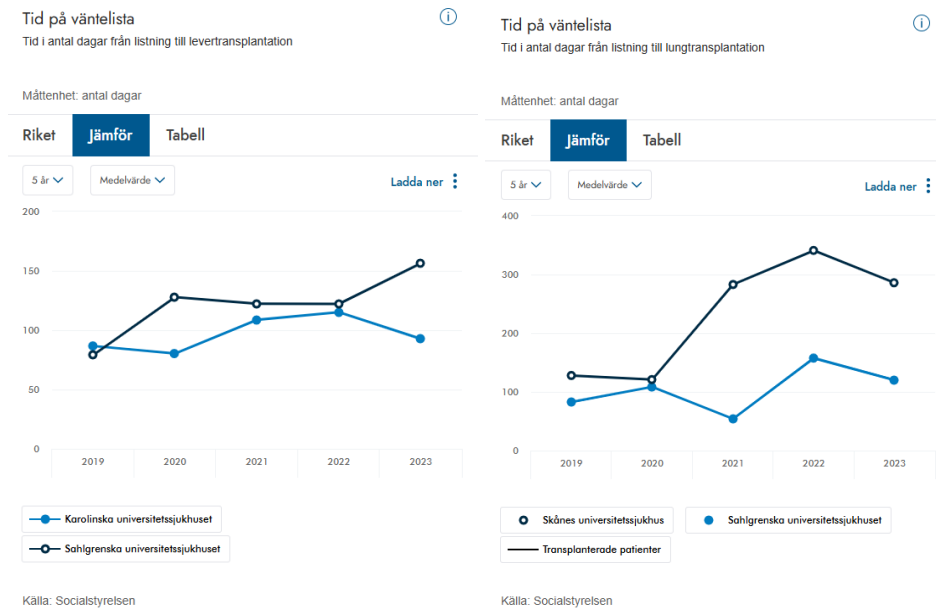 Tid på väntelista
Tid i antal dagar från listning till levertransplantation
Måttenhet: antal dagar
Riket Jämför Tabell
5 år Medelvärde Ladda ner
200
150
100
50
0
2019 2020 2021 2022 2023
Karolinska universitetssjukhuset
Sahlgrenska universitetssjukhuset
Källa: Socialstyrelsen
Tid på väntelista
Tid i antal dagar från listning till lungtransplantation
Måttenhet: antal dagar
Riket Jämför Tabell
5 år Medelvärde Ladda ner
400
300
200
100
0
2019 2020 2021 2022 2023
Skånes universitetssjukhus Sahlgrenska universitetssjukhuset
Transplanterade patienter
Källa: Socialstyrelsen